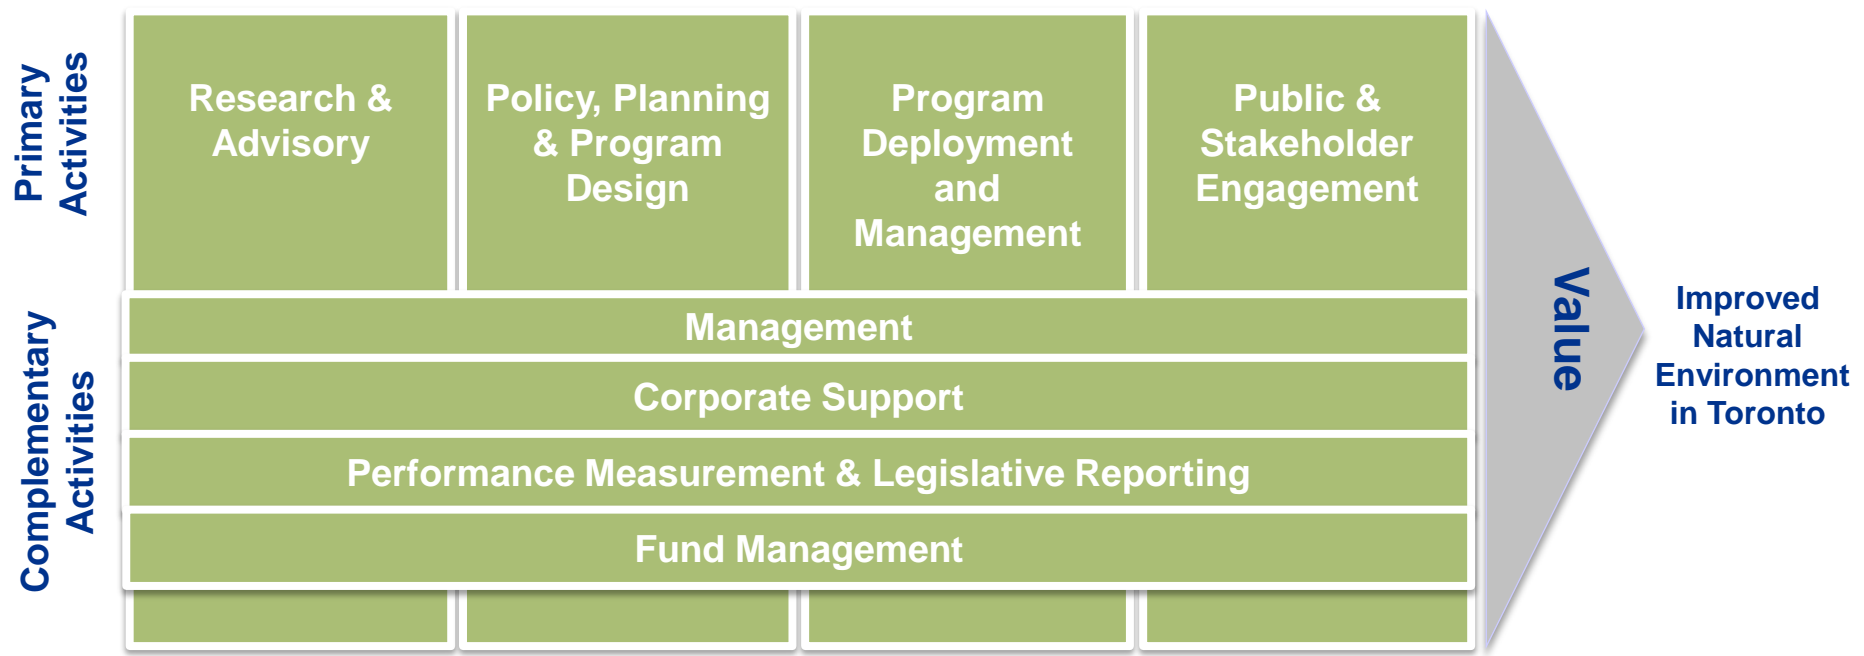 Primary
Activities
Research &
Advisory
Policy, Planning
& Program
Design
Program
Deployment
and
Management
Public &
Stakeholder
Engagement
Complementary
Activities
Management
Corporate Support
Performance Measurement & Legislative Reporting
Fund Management
Value
Improved
Natural
Environment
in Toronto